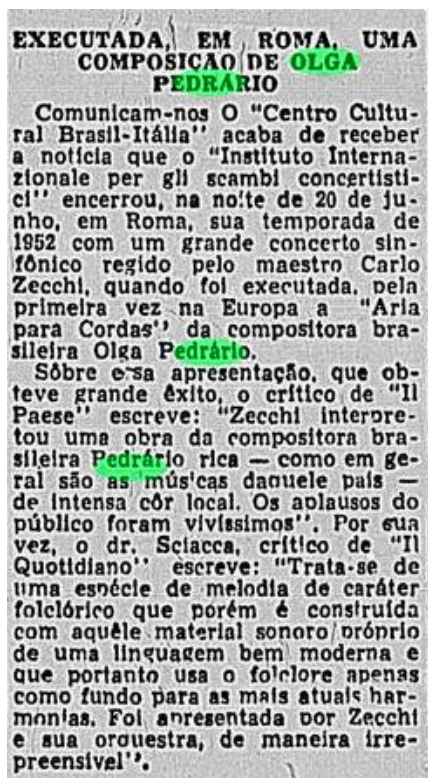 EXECUTADA, EM ROMA, UMA
COMPOSIÇÃO DE OLGA
PEDRÁRIO
Comunicam-nos O "Centro Cultu-
ral Brasil-Itália" acaba de receber
a notícia que o "Instituto Interna-
zionale per gli scambi concertisti-
ci" encerrou, na noite de 20 de ju-
nho, em Roma, sua temporada de
1952 com um grande concerto sin-
fônico regido pelo maestro Carlo
Zecchi, quando foi executada, pela
primeira vez na Europa a "Aria
para Cordas" da compositora bra-
sileira Olga Pedrário.
Sôbre essa apresentação, que ob-
teve grande êxito, o crítico de "Il
Paese" escreve: "Zecchi interpre-
tou uma obra da compositora bra-
sileira Pedrário rica — como em ge-
ral são as músicas daquele país —
de intensa côr local. Os aplausos do
público foram vivíssimos". Por sua
vez, o dr. Sciacca, crítico de "Il
Quotidiano" escreve: "Trata-se de
uma espécie de melodia de caráter
folclórico que porém é construída
com aquêle material sonoro próprio
de uma linguagem bem moderna e
que portanto usa o folclore apenas
como fundo para as mais atuais har-
monias. Foi apresentada por Zecchi
e sua orquestra, de maneira irre-
preensível".